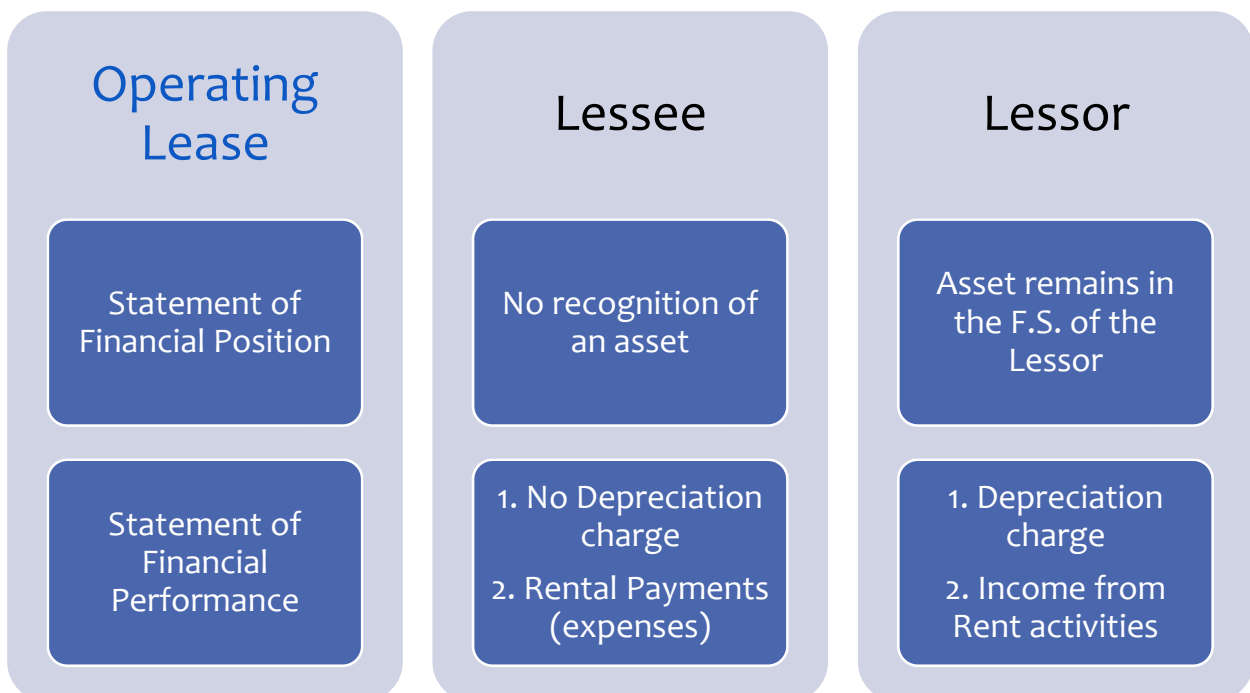 Operating
Lease
Statement of
Financial Position
Statement of
Financial
Performance
Lessee
No recognition of
an asset
1. No Depreciation
charge
2. Rental Payments
(expenses)
Lessor
Asset remains in
the F.S. of the
Lessor
1. Depreciation
charge
2. Income from
Rent activities